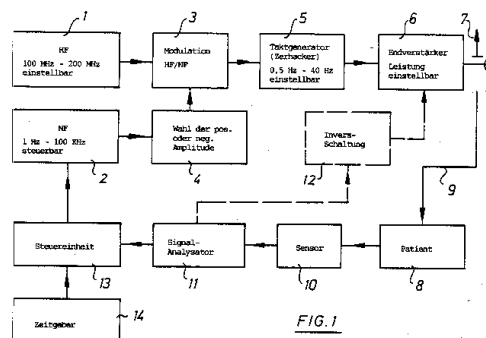 1
HF
100 MHz - 200 MHz
einstellbar
3
Modulation
HF/NF
5
Taktgenerator
(Zerhacker)
0,5 Hz - 40 Hz
einstellbar
6
Endverstärker
Leistung
einstellbar
7
NF
1 Hz - 100 KHz
steuerbar
2
Wahl der pos.
oder neg.
Amplitude
4
Invers-
Schaltung
12
9
Steuereinheit
13
Signal-
Analysator
11
Sensor
10
Patient
8
Zeitgeber
14
FIG.1